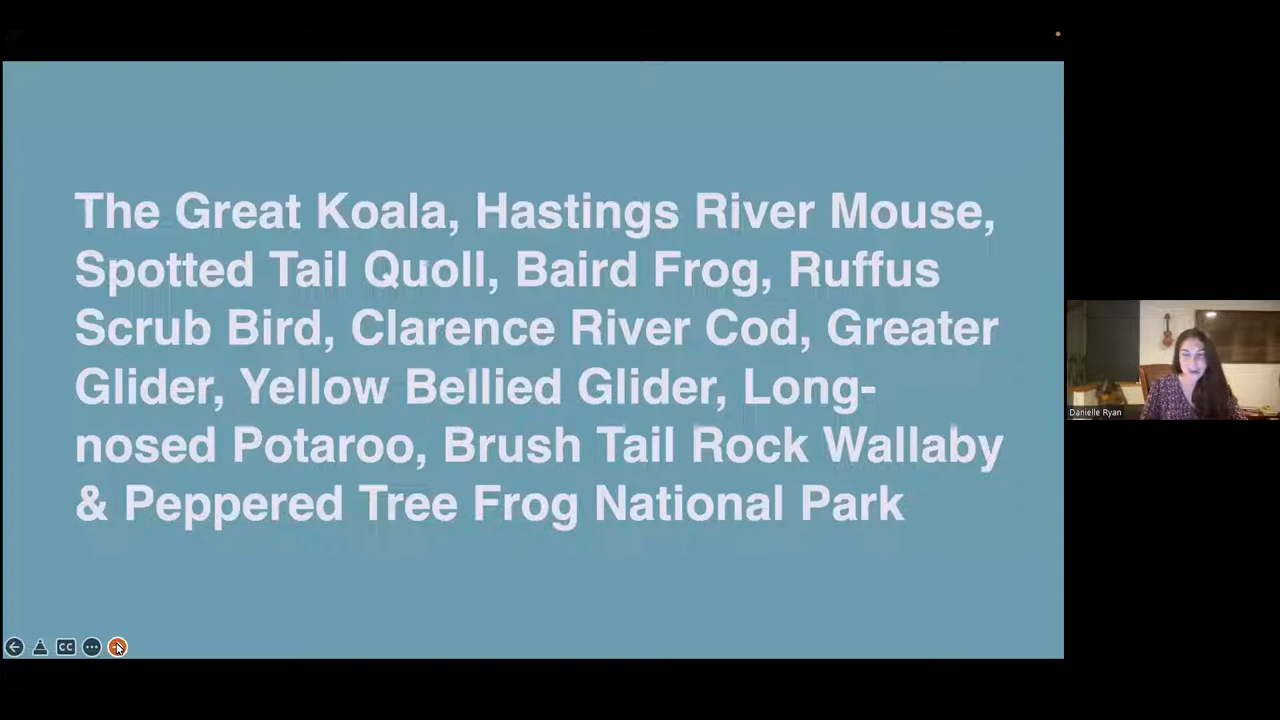 The Great Koala, Hastings River Mouse,
Spotted Tail Quoll, Baird Frog, Ruffus
Scrub Bird, Clarence River Cod, Greater
Glider, Yellow Bellied Glider, Long-
nosed Potaroo, Brush Tail Rock Wallaby
& Peppered Tree Frog National Park
CC
Danielle Ryan